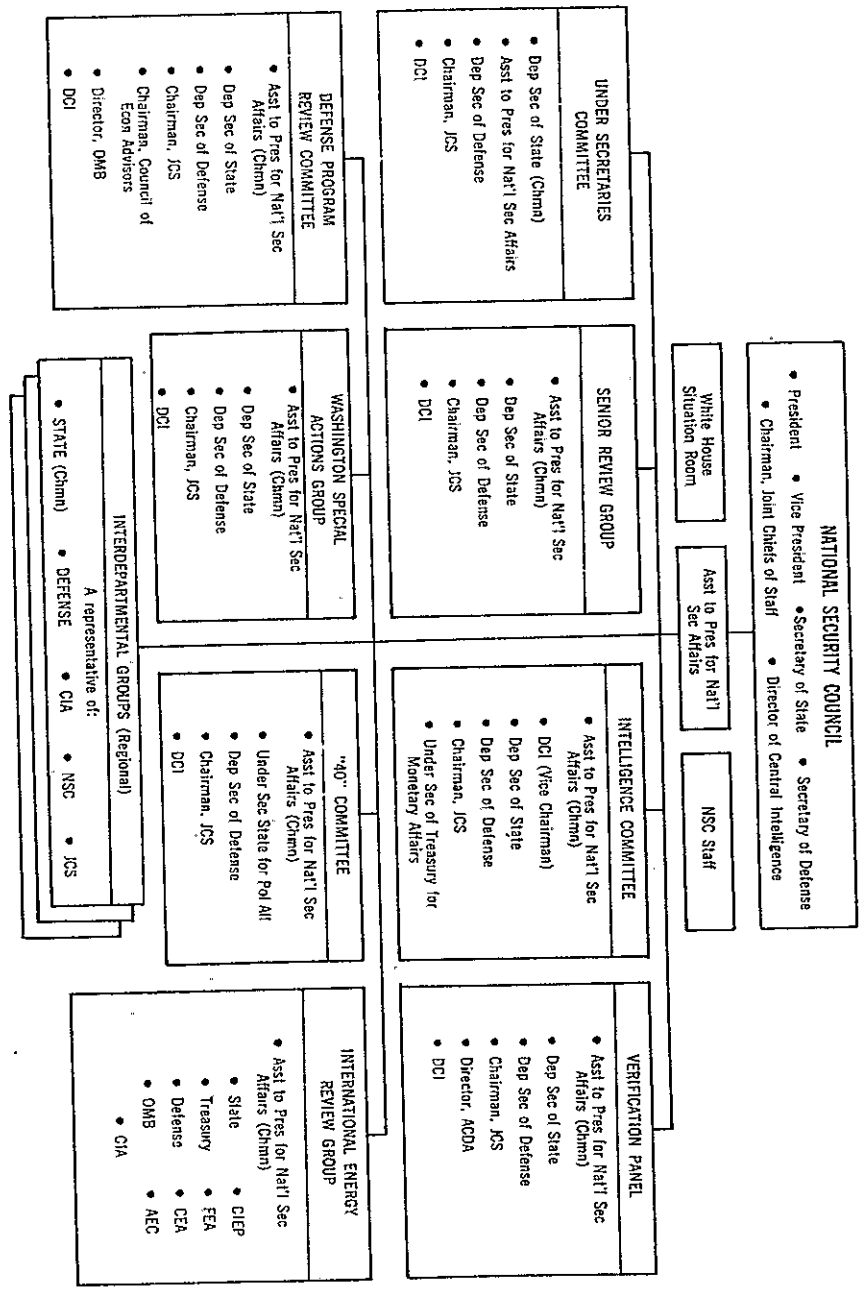 NATIONAL SECURITY COUNCIL
• President • Vice President • Secretary of State • Secretary of Defense
• Chairman, Joint Chiefs of Staff • Director of Central Intelligence
White House
Situation Room
Asst to Pres for Nat'l
Sec Affairs
NSC Staff
UNDER SECRETARIES
COMMITTEE
• Dep Sec of State (Chmn)
• Asst to Pres for Nat'l Sec Affairs
• Dep Sec of Defense
• Chairman, JCS
• DCI
SENIOR REVIEW GROUP
• Asst to Pres for Nat'l Sec
Affairs (Chmn)
• Dep Sec of State
• Dep Sec of Defense
• Chairman, JCS
• DCI
INTELLIGENCE COMMITTEE
• Asst to Pres for Nat'l Sec
Affairs (Chmn)
• DCI (Vice Chairman)
• Dep Sec of State
• Dep Sec of Defense
• Chairman, JCS
• Under Sec of Treasury for
Monetary Affairs
VERIFICATION PANEL
• Asst to Pres for Nat'l Sec
Affairs (Chmn)
• Dep Sec of State
• Dep Sec of Defense
• Chairman, JCS
• Director, ACDA
• DCI
DEFENSE PROGRAM
REVIEW COMMITTEE
• Asst to Pres for Nat'l Sec
Affairs (Chmn)
• Dep Sec of State
• Dep Sec of Defense
• Chairman, JCS
• Chairman, Council of
Econ Advisors
• Director, OMB
• DCI
WASHINGTON SPECIAL
ACTIONS GROUP
• Asst to Pres for Nat'l Sec
Affairs (Chmn)
• Dep Sec of State
• Dep Sec of Defense
• Chairman, JCS
• DCI
"40" COMMITTEE
• Asst to Pres for Nat'l Sec
Affairs (Chmn)
• Under Sec State for Pol Aff
• Dep Sec of Defense
• Chairman, JCS
• DCI
INTERNATIONAL ENERGY
REVIEW GROUP
• Asst to Pres for Nat'l Sec
Affairs (Chmn)
• State • CIEP
• Treasury • FEA
• Defense • CEA
• OMB • AEC
• CIA
INTERDEPARTMENTAL GROUPS (Regional)
A representative of:
• STATE (Chmn) • DEFENSE • CIA • NSC • JCS